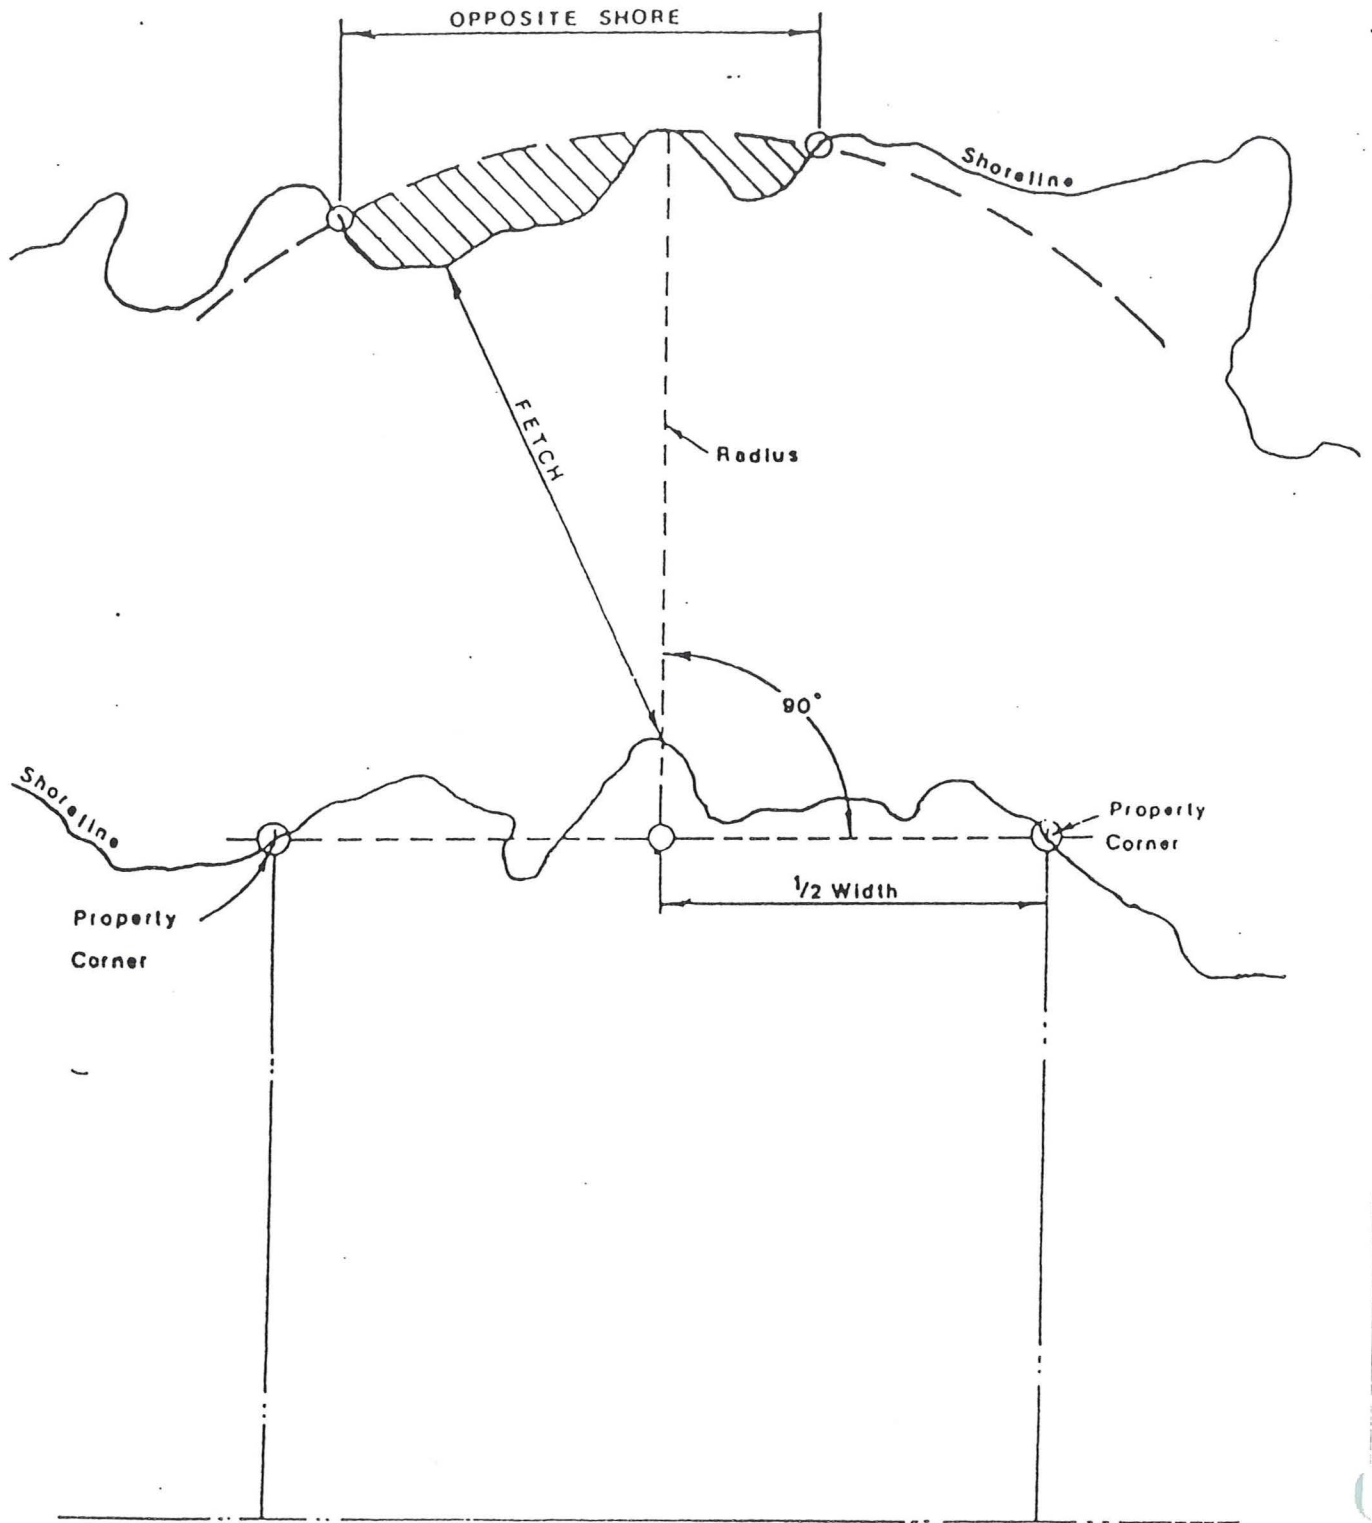 OPPOSITE SHORE
Shoreline
FETCH
Radius
90°
Shoreline
Property
Corner
1/2 Width
Property
Corner